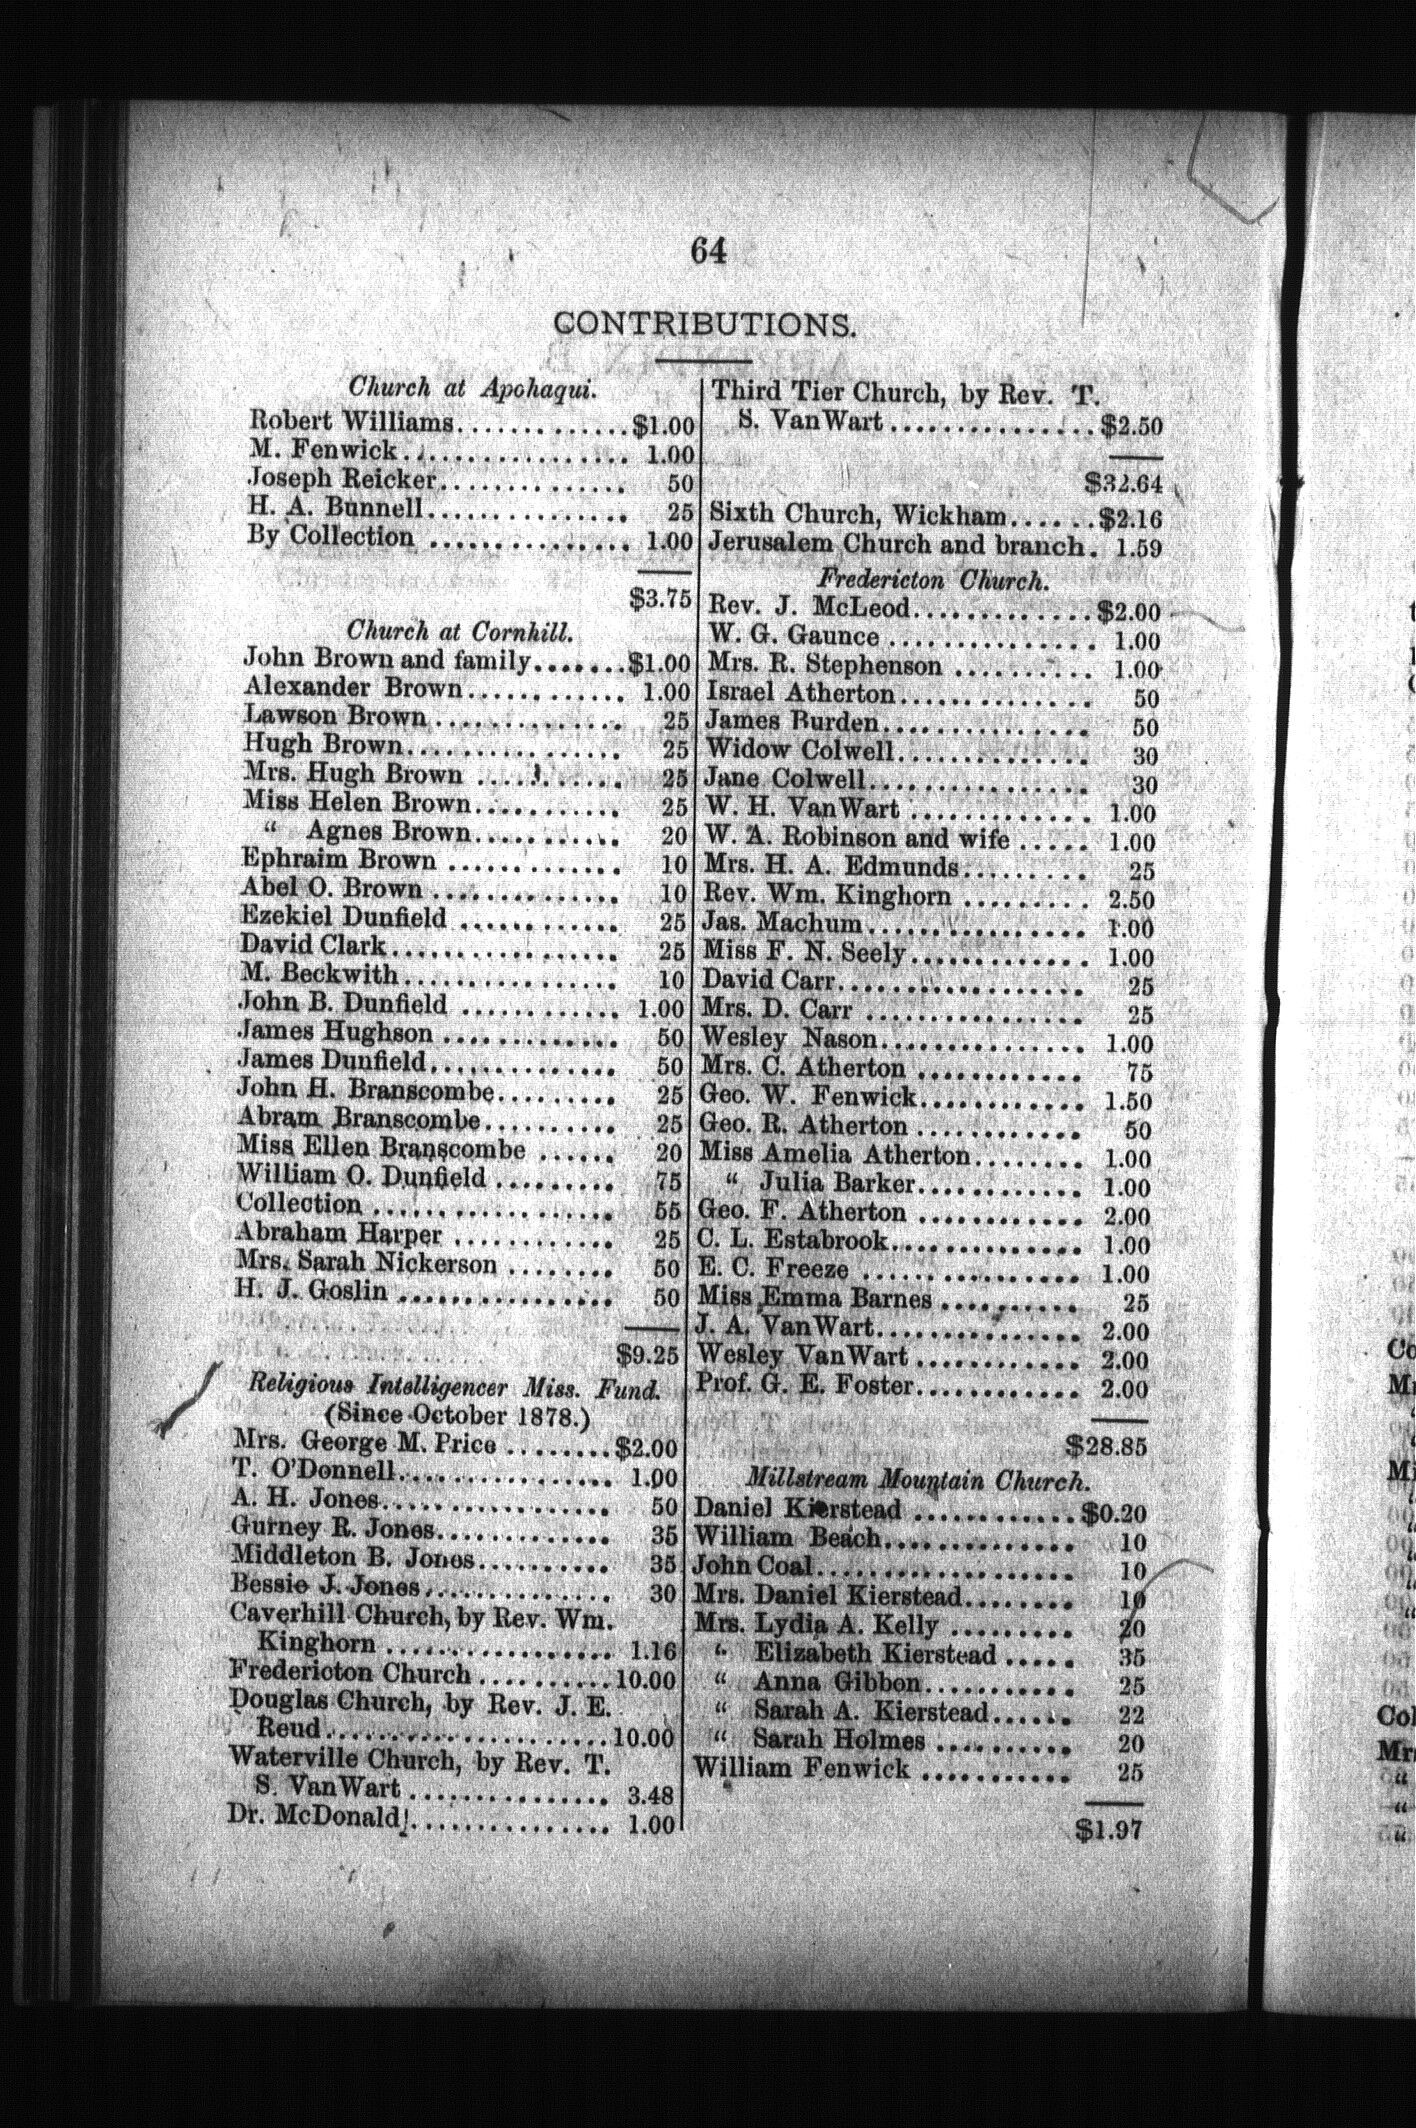 64
CONTRIBUTIONS.
Church at Apohaqui.
Robert Williams............$1.00
M. Fenwick............... 1.00
Joseph Reicker............ 50
H. A. Bunnell............. 25
By Collection ............. 1.00
$3.75
Church at Cornhill.
John Brown and family.......$1.00
Alexander Brown............ 1.00
Lawson Brown ............ 25
Hugh Brown.............. 25
Mrs. Hugh Brown .......... 25
Miss Helen Brown.......... 25
“ Agnes Brown.......... 20
Ephraim Brown ............ 10
Abel O. Brown ............ 10
Ezekiel Dunfield ........... 25
David Clark............... 25
M. Beckwith.............. 10
John B. Dunfield ........... 1.00
James Hughson ............ 50
James Dunfield............ 50
John H. Branscombe......... 25
Abram Branscombe.......... 25
Miss Ellen Branscombe ...... 20
William O. Dunfield ......... 75
Collection ................ 55
Abraham Harper ........... 25
Mrs. Sarah Nickerson ........ 50
H. J. Goslin .............. 50
$9.25
Religious Intelligencer Miss. Fund.
(Since October 1878.)
Mrs. George M. Price ........$2.00
T. O'Donnell.............. 1.00
A. H. Jones............... 50
Gurney R. Jones............ 35
Middleton B. Jones.......... 35
Bessie J. Jones............. 30
Caverhill Church, by Rev. Wm.
Kinghorn ............... 1.16
Fredericton Church ..........10.00
Douglas Church, by Rev. J. E.
Reud...................10.00
Waterville Church, by Rev. T.
S. VanWart ............. 3.48
Dr. McDonald.............. 1.00
Third Tier Church, by Rev. T.
S. VanWart ..............$2.50
$32.64
Sixth Church, Wickham......$2.16
Jerusalem Church and branch. 1.59
Fredericton Church.
Rev. J. McLeod............$2.00
W. G. Gaunce ............. 1.00
Mrs. R. Stephenson ......... 1.00
Israel Atherton............. 50
James Burden.............. 50
Widow Colwell............. 30
Jane Colwell............... 30
W. H. VanWart ............ 1.00
W. A. Robinson and wife ..... 1.00
Mrs. H. A. Edmunds......... 25
Rev. Wm. Kinghorn ......... 2.50
Jas. Machum............... 1.00
Miss F. N. Seely............ 1.00
David Carr................ 25
Mrs. D. Carr .............. 25
Wesley Nason.............. 1.00
Mrs. C. Atherton ........... 75
Geo. W. Fenwick............ 1.50
Geo. R. Atherton ........... 50
Miss Amelia Atherton........ 1.00
“ Julia Barker............ 1.00
Geo. F. Atherton ........... 2.00
C. L. Estabrook............. 1.00
E. C. Freeze ............... 1.00
Miss Emma Barnes .......... 25
J. A. VanWart.............. 2.00
Wesley VanWart ............ 2.00
Prof. G. E. Foster............ 2.00
$28.85
Millstream Mountain Church.
Daniel Kierstead ............$0.20
William Beach.............. 10
John Coal.................. 10
Mrs. Daniel Kierstead........ 10
Mrs. Lydia A. Kelly ......... 20
“ Elizabeth Kierstead ..... 35
“ Anna Gibbon........... 25
“ Sarah A. Kierstead...... 22
“ Sarah Holmes .......... 20
William Fenwick ........... 25
$1.97